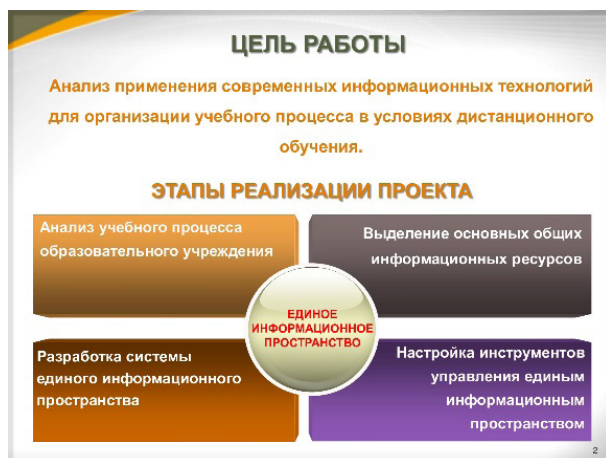 ЦЕЛЬ РАБОТЫ
Анализ применения современных информационных технологий
для организации учебного процесса в условиях дистанционного
обучения.
ЭТАПЫ РЕАЛИЗАЦИИ ПРОЕКТА
Анализ учебного процесса
образовательного учреждения
Выделение основных общих
информационных ресурсов
ЕДИНОЕ
ИНФОРМАЦИОННОЕ
ПРОСТРАНСТВО
Разработка системы
единого информационного
пространства
Настройка инструментов
управления единым
информационным
пространством
2